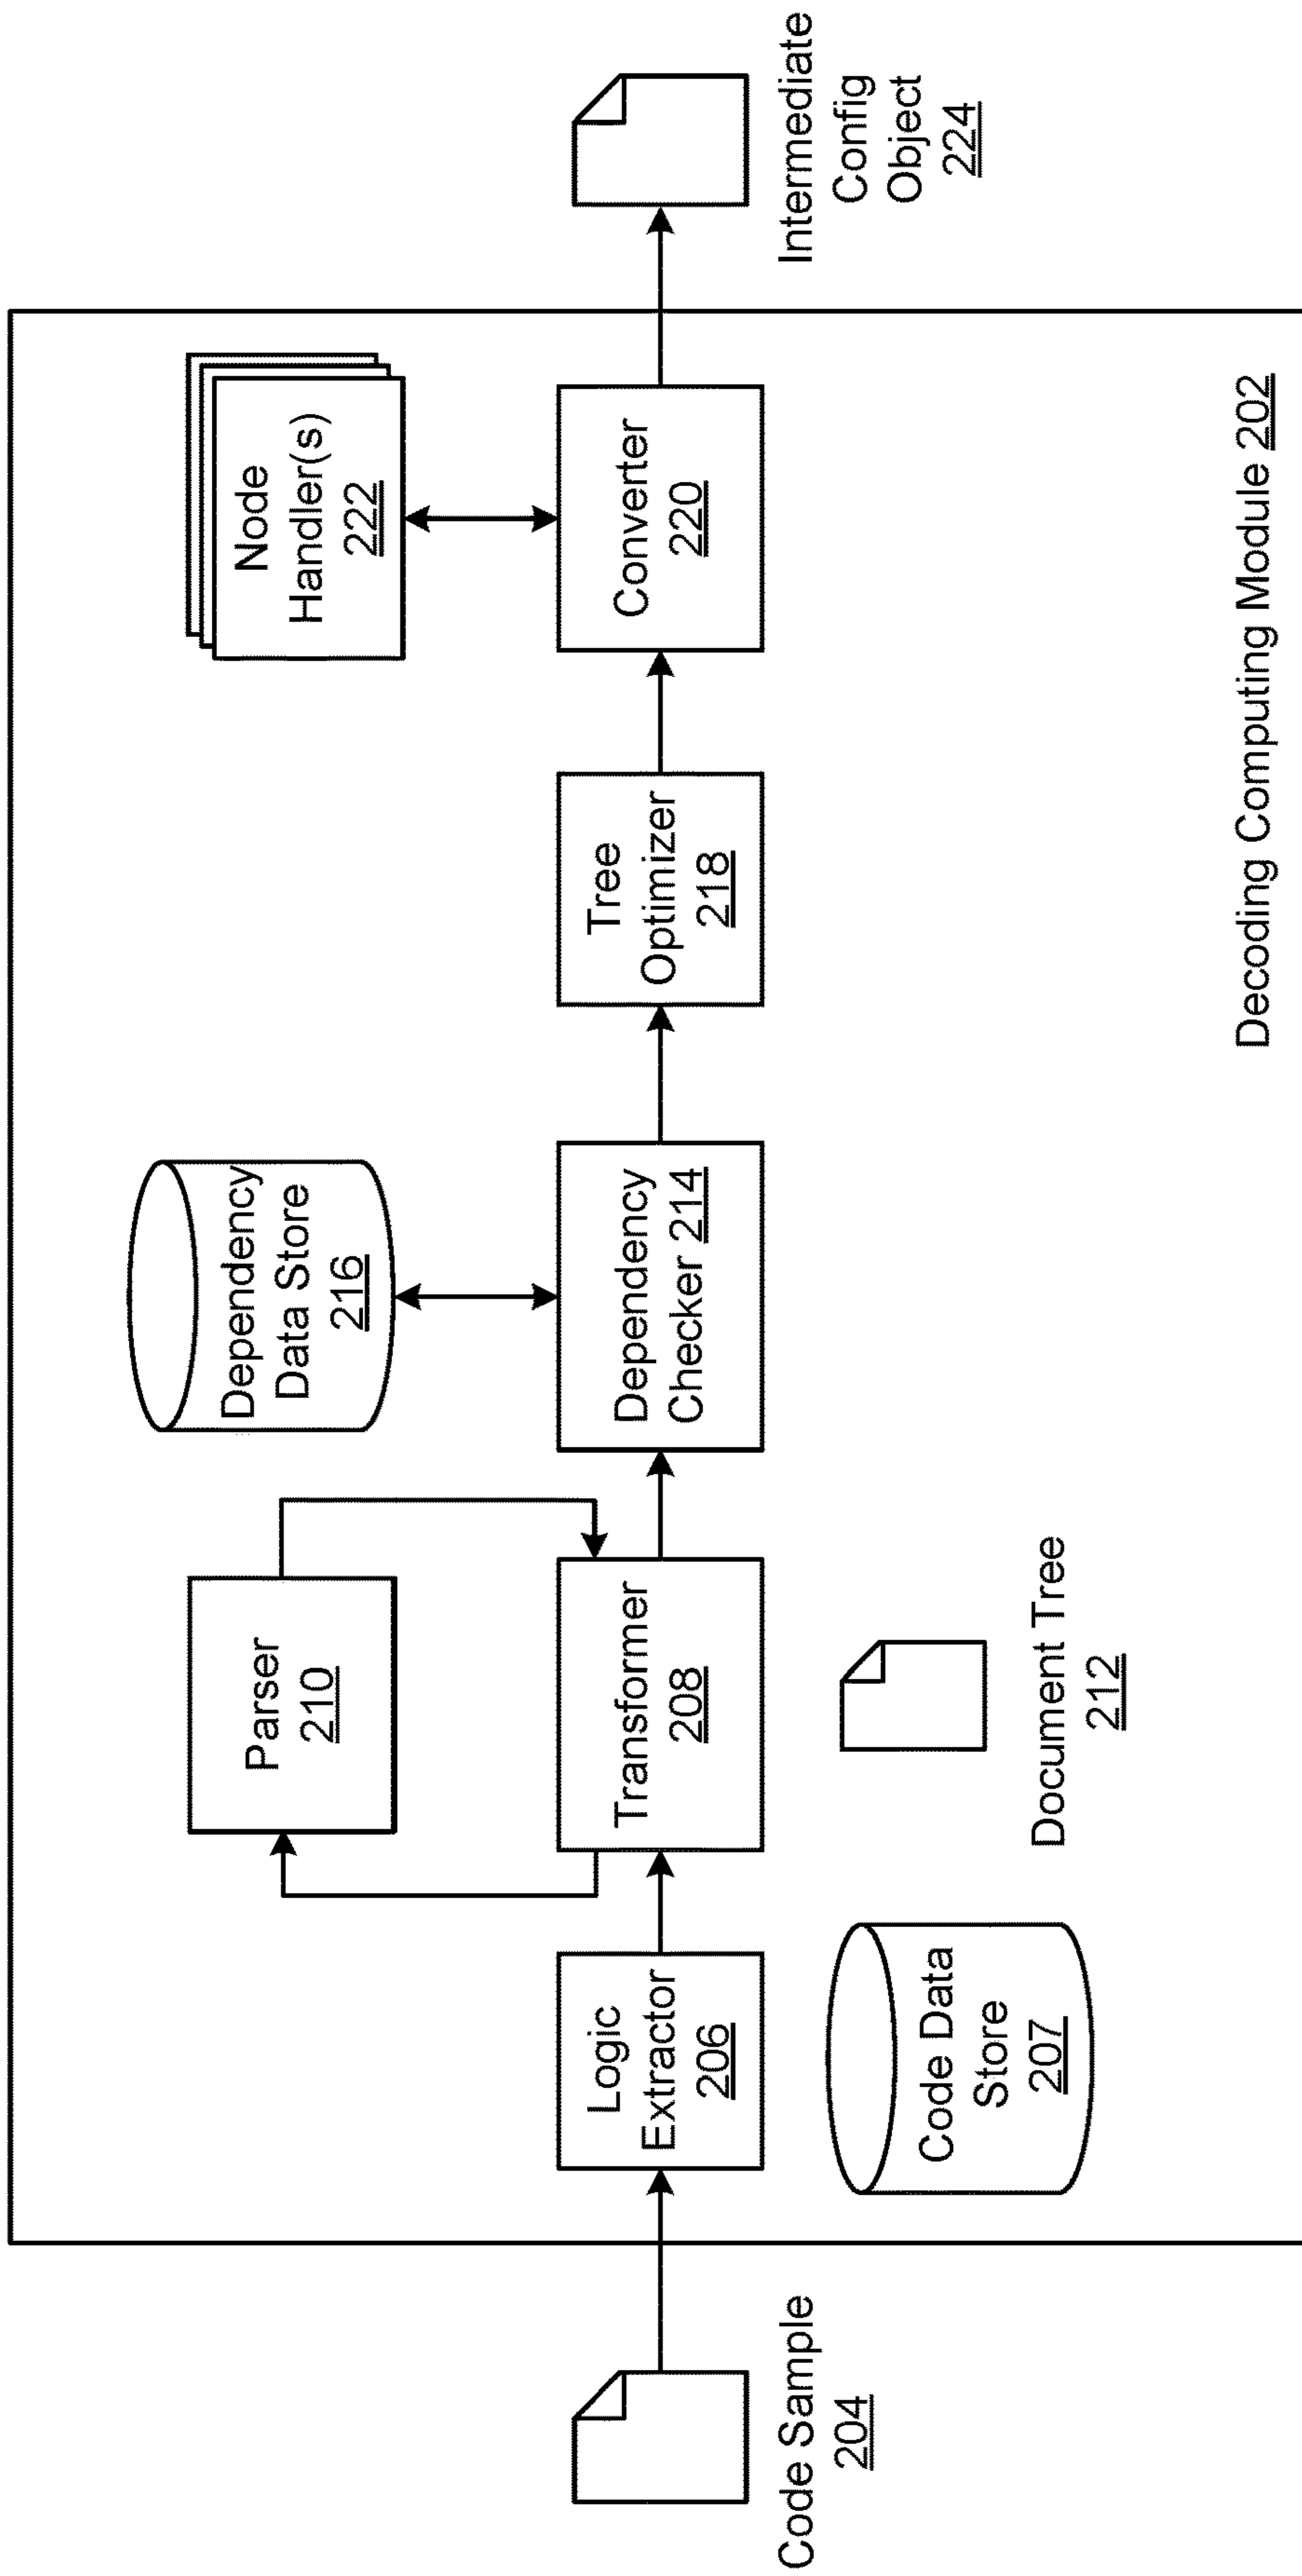 Code Sample
204
Logic
Extractor
206
Code Data
Store
207
Parser
210
Transformer
208
Document Tree
212
Dependency
Data Store
216
Dependency
Checker 214
Tree
Optimizer
218
Node
Handler(s)
222
Converter
220
Intermediate
Config
Object
224
Decoding Computing Module 202